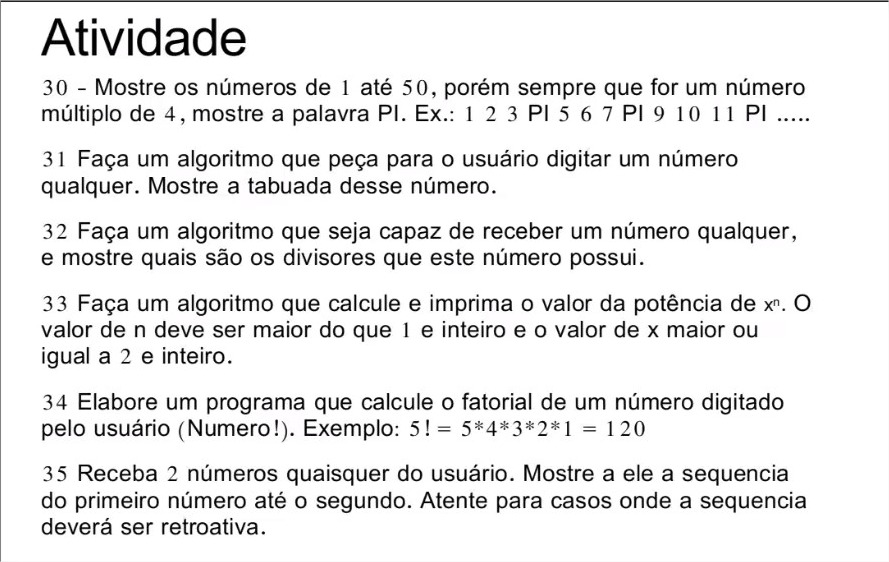 Atividade
30 - Mostre os números de 1 até 50, porém sempre que for um número
múltiplo de 4, mostre a palavra PI. Ex.: 1 2 3 PI 5 6 7 PI 9 10 11 PI .....
31 Faça um algoritmo que peça para o usuário digitar um número
qualquer. Mostre a tabuada desse número.
32 Faça um algoritmo que seja capaz de receber um número qualquer,
e mostre quais são os divisores que este número possui.
33 Faça um algoritmo que calcule e imprima o valor da potência de xⁿ. O
valor de n deve ser maior do que 1 e inteiro e o valor de x maior ou
igual a 2 e inteiro.
34 Elabore um programa que calcule o fatorial de um número digitado
pelo usuário (Numero!). Exemplo: 5! = 5*4*3*2*1 = 120
35 Receba 2 números quaisquer do usuário. Mostre a ele a sequencia
do primeiro número até o segundo. Atente para casos onde a sequencia
deverá ser retroativa.